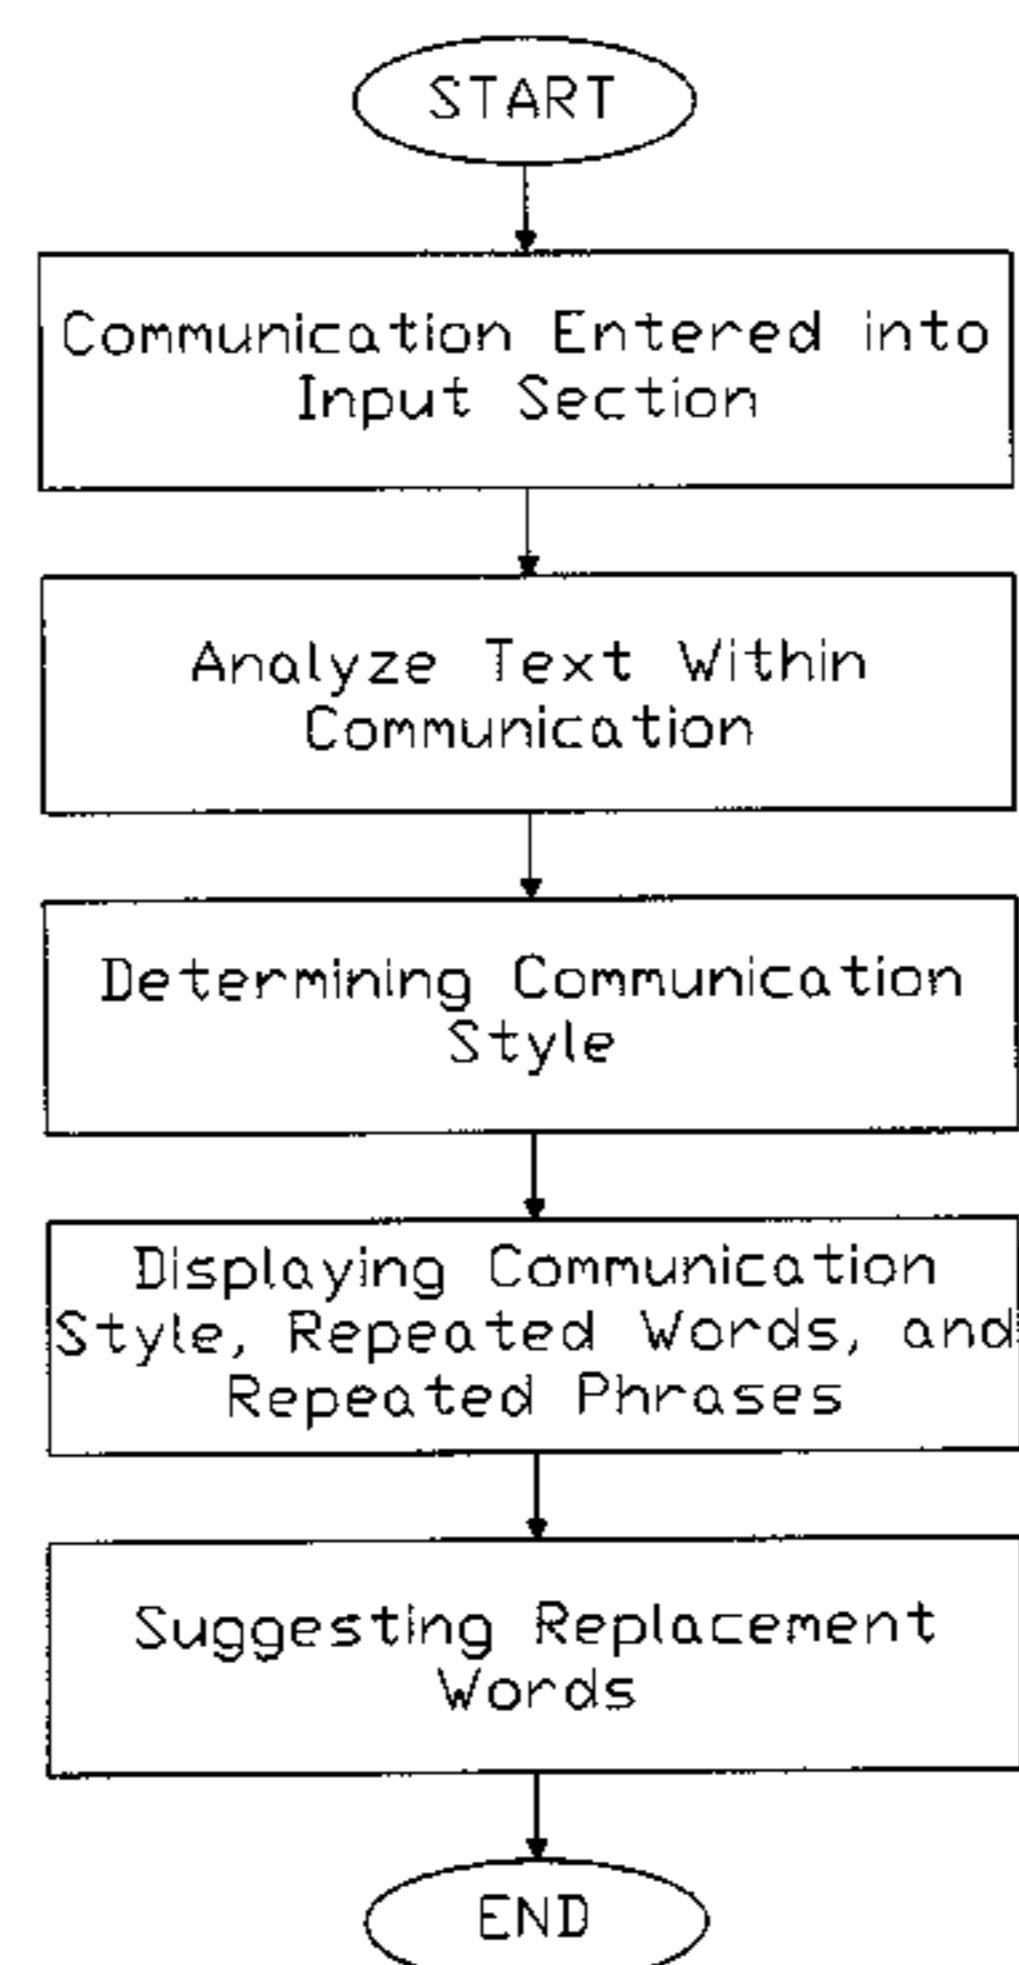 START
Communication Entered into
Input Section
Analyze Text Within
Communication
Determining Communication
Style
Displaying Communication
Style, Repeated Words, and
Repeated Phrases
Suggesting Replacement
Words
END